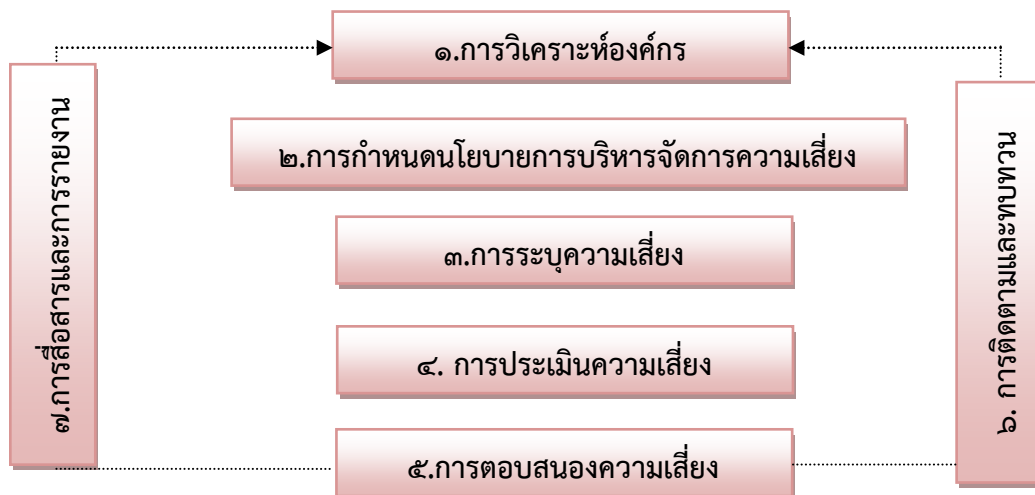 ๑.การวิเคราะห์องค์กร
๒.การกำหนดนโยบายการบริหารจัดการความเสี่ยง
๓.การระบุความเสี่ยง
๔. การประเมินความเสี่ยง
๕.การตอบสนองความเสี่ยง
๖. การติดตามและทบทวน
๗.การสื่อสารและการรายงาน